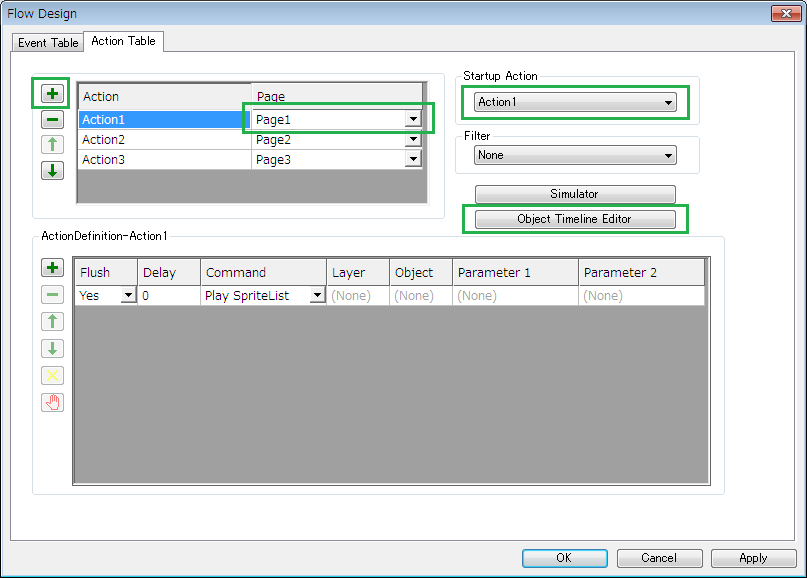 Flow Design
Event Table Action Table
Action Page
Action1 Page1
Action2 Page2
Action3 Page3
Startup Action
Action1
Filter
None
Simulator
Object Timeline Editor
ActionDefinition-Action1
Flush Delay Command Layer Object Parameter 1 Parameter 2
Yes 0 Play SpriteList (None) (None) (None) (None)
OK Cancel Apply